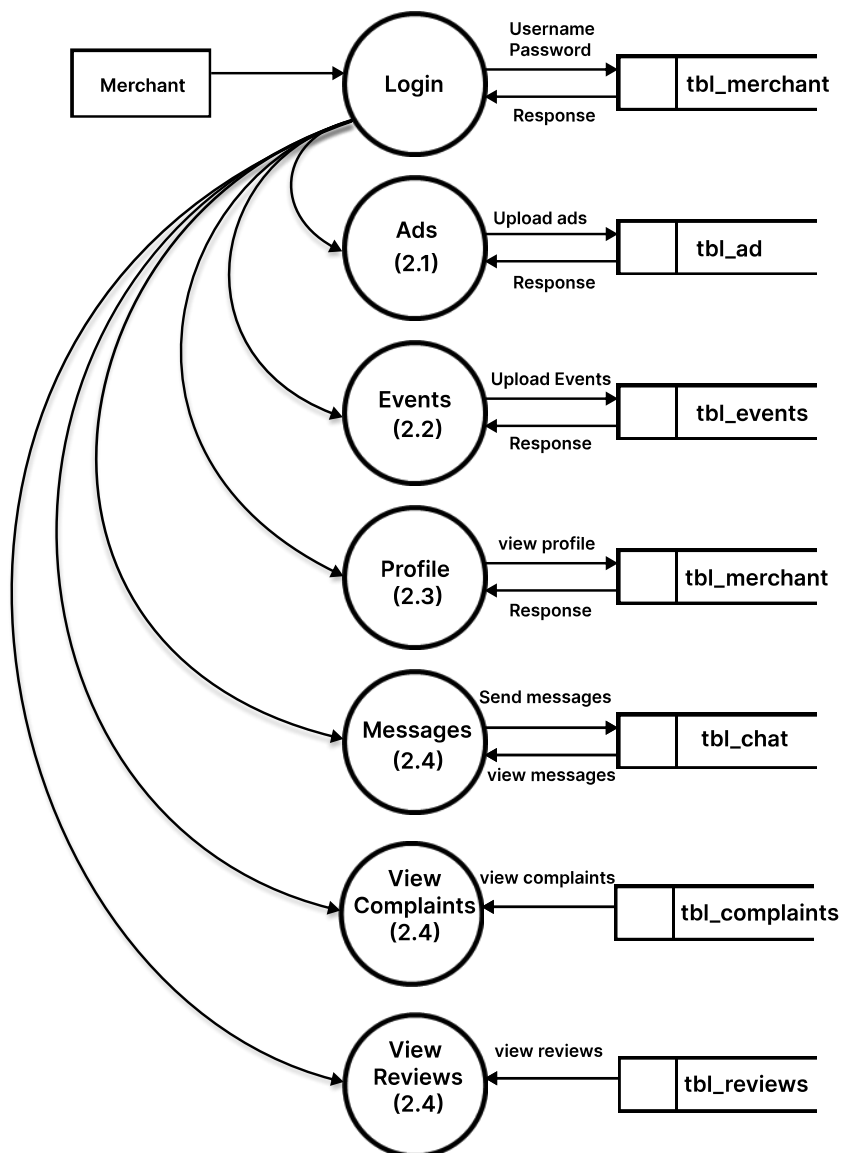 Username
Password
Merchant
Login
tbl_merchant
Response
Upload ads
Ads
(2.1)
tbl_ad
Response
Upload Events
Events
(2.2)
tbl_events
Response
view profile
Profile
(2.3)
tbl_merchant
Response
Send messages
Messages
(2.4)
tbl_chat
view messages
view complaints
View
Complaints
(2.4)
tbl_complaints
view reviews
View
Reviews
(2.4)
tbl_reviews